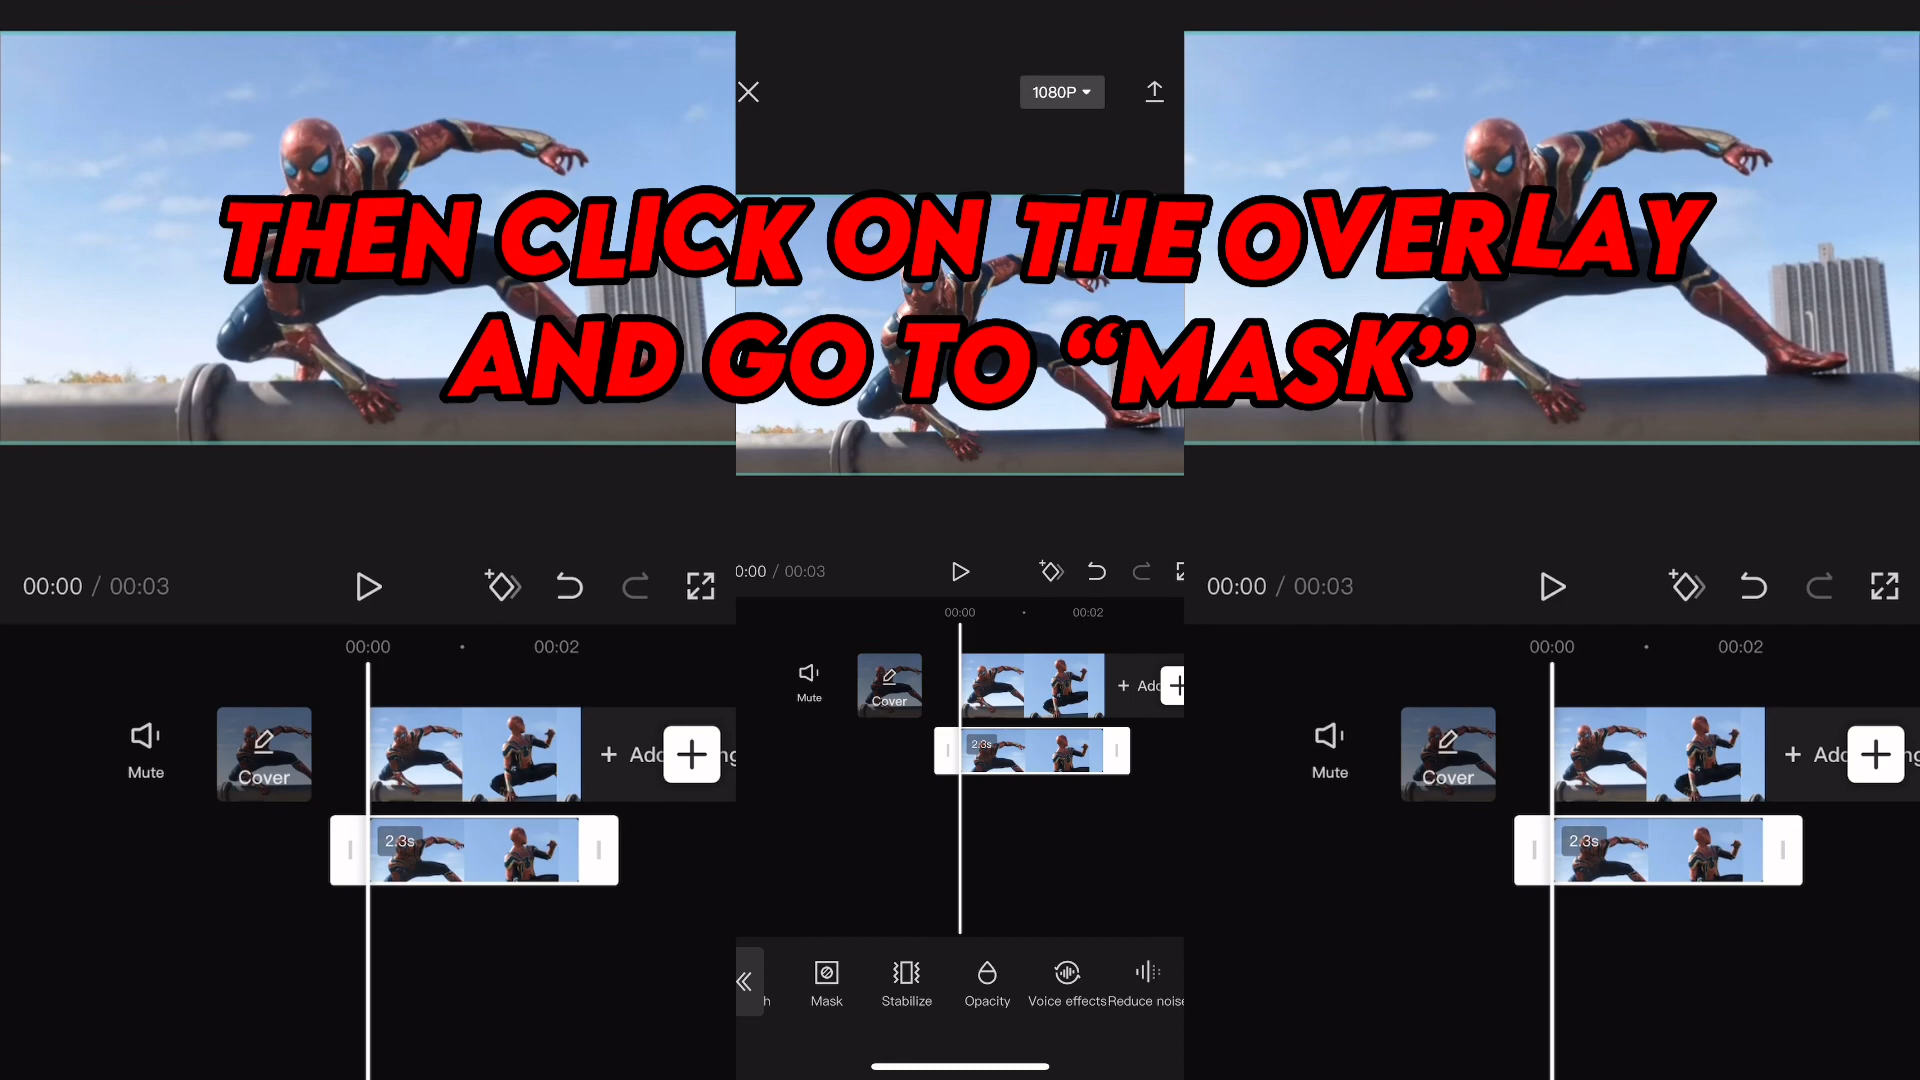 1080P
THEN CLICK ON THE OVERLAY
AND GO TO “MASK”
00:00 / 00:03
00:00 00:02
Mute
Cover
+ Add
2.3s
0:00 / 00:03
00:00 00:02
Mute
Cover
+ Add
2.3s
Mask
Stabilize
Opacity
Voice effects
Reduce noise
00:00 / 00:03
00:00 00:02
Mute
Cover
+ Add
2.3s